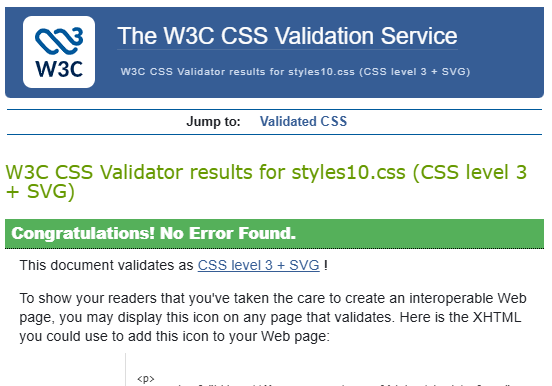 The W3C CSS Validation Service
W3C
W3C CSS Validator results for styles10.css (CSS level 3 + SVG)
Jump to: Validated CSS
W3C CSS Validator results for styles10.css (CSS level 3
+ SVG)
Congratulations! No Error Found.
This document validates as CSS level 3 + SVG !
To show your readers that you've taken the care to create an interoperable Web
page, you may display this icon on any page that validates. Here is the XHTML
you could use to add this icon to your Web page:
<p>